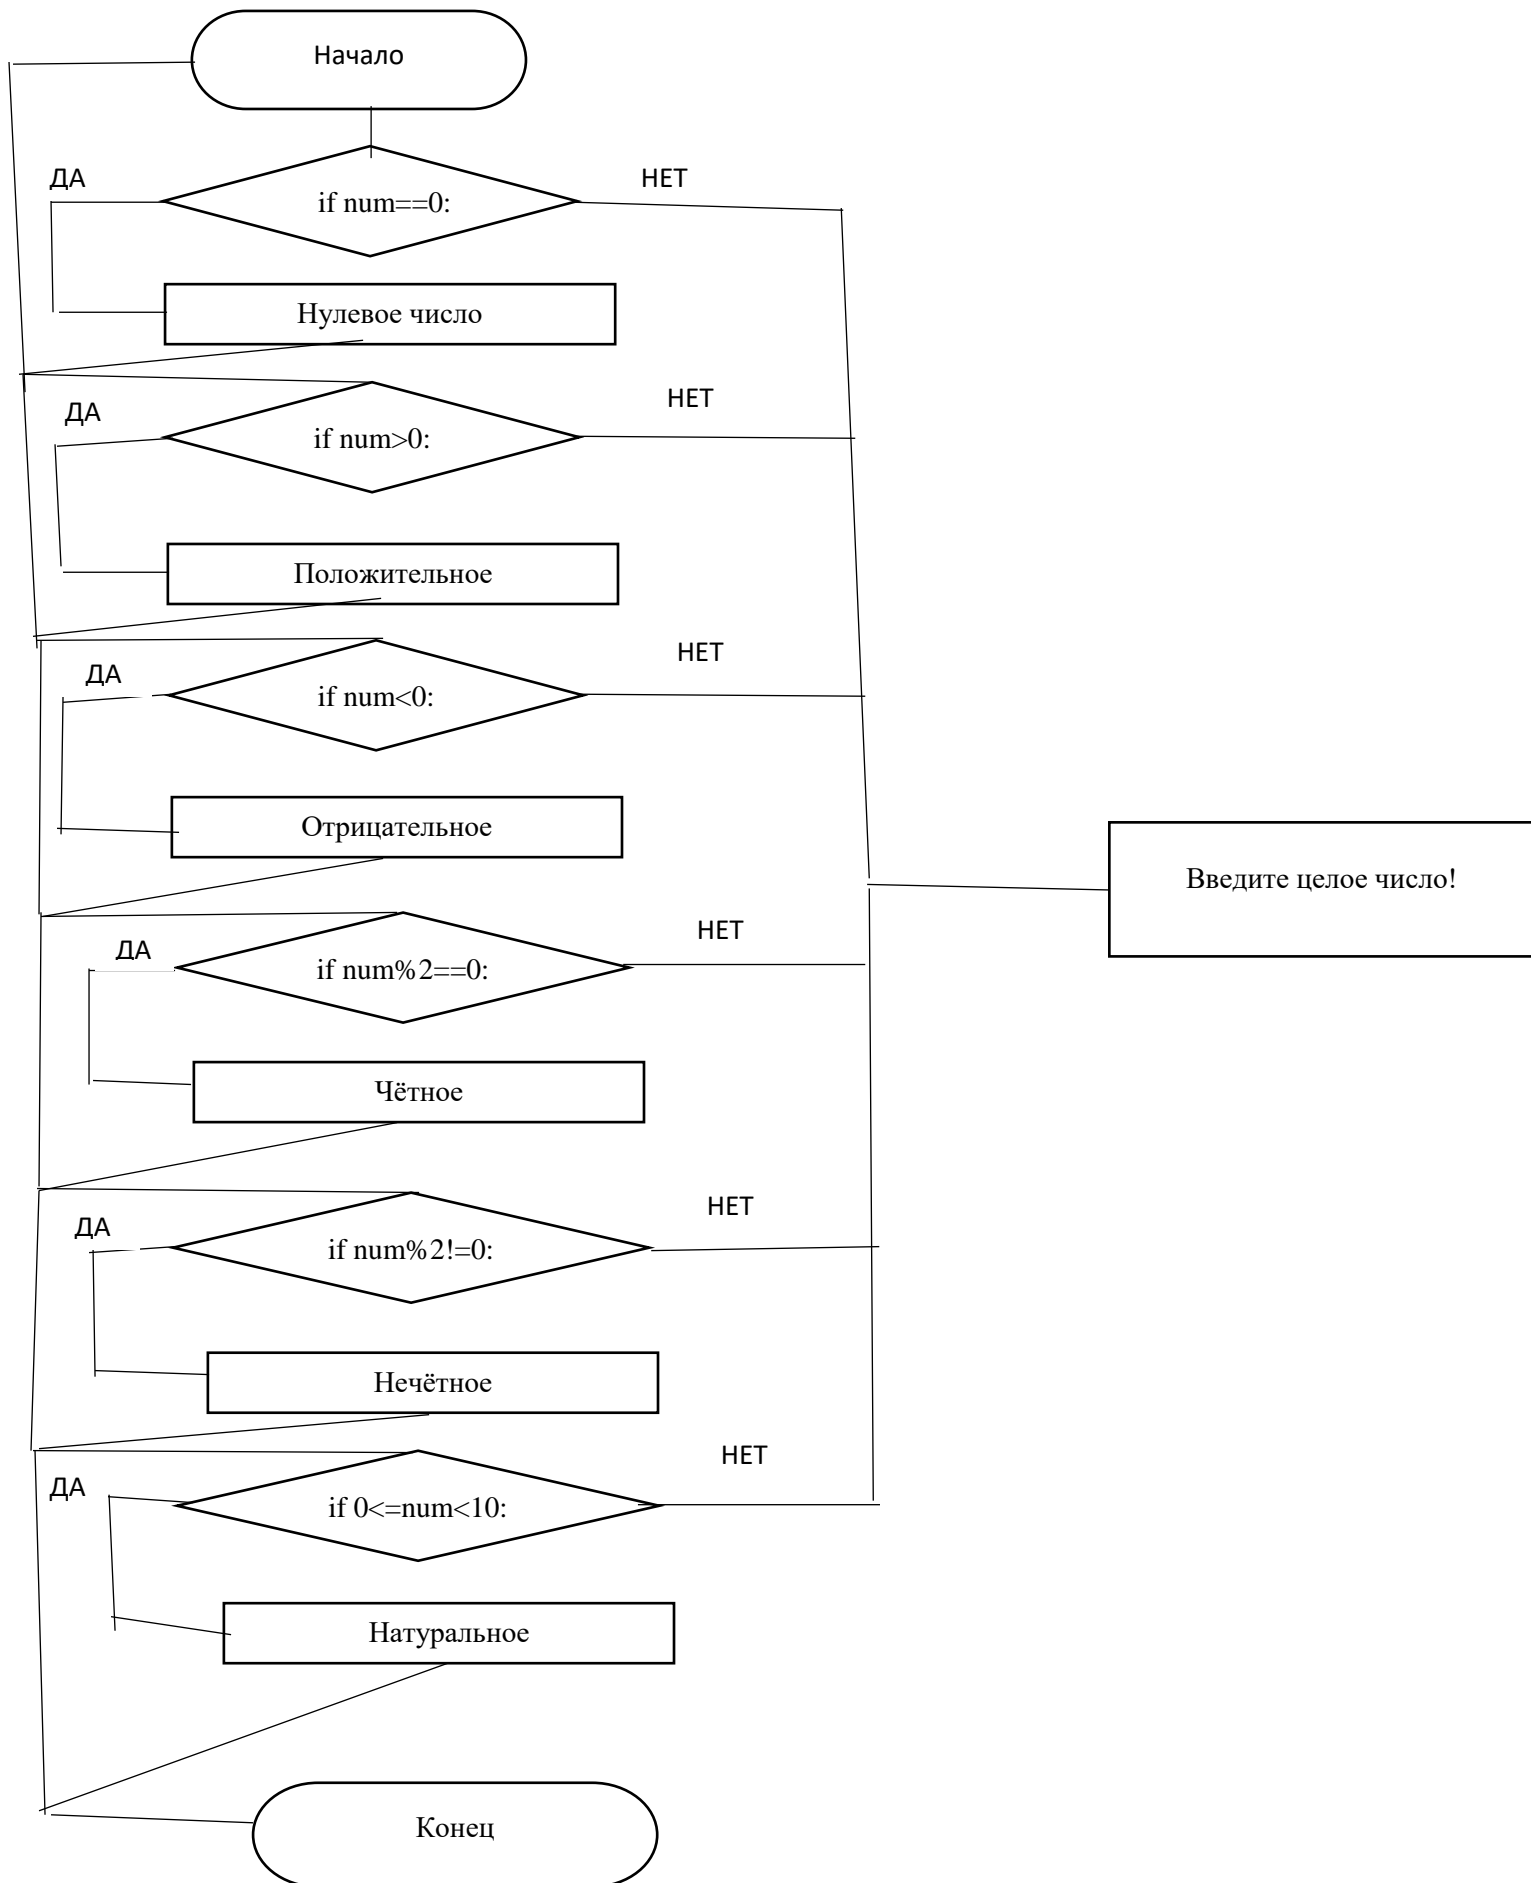 Начало
ДА
НЕТ
if num==0:
Нулевое число
НЕТ
ДА
if num>0:
Положительное
НЕТ
ДА
if num<0:
Отрицательное
Введите целое число!
НЕТ
ДА
if num%2==0:
Чётное
НЕТ
ДА
if num%2!=0:
Нечётное
НЕТ
ДА
if 0<=num<10:
Натуральное
Конец